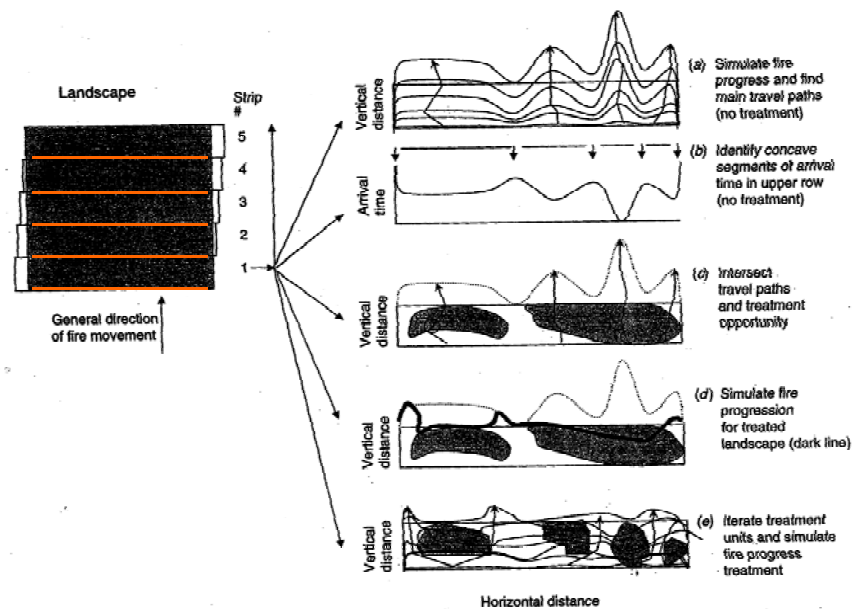 Landscape
Strip
#
5
4
3
2
1
General direction
of fire movement
Vertical
distance
(a) Simulate fire
progress and find
main travel paths
(no treatment)
Arrival
time
(b) Identify concave
segments of arrival
time in upper row
(no treatment)
Vertical
distance
(c) Intersect
travel paths
and treatment
opportunity
Vertical
distance
(d) Simulate fire
progression
for treated
landscape (dark line)
Vertical
distance
(e) Iterate treatment
units and simulate
fire progress
treatment
Horizontal distance